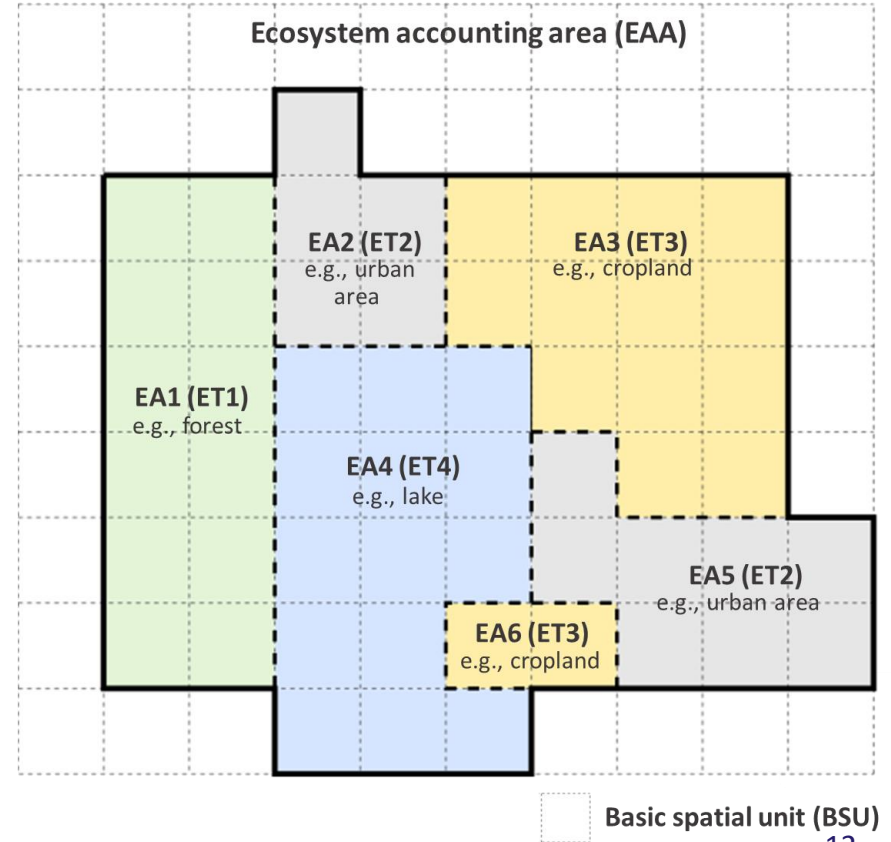 Ecosystem accounting area (EAA)
EA2 (ET2)
e.g., urban
area
EA3 (ET3)
e.g., cropland
EA1 (ET1)
e.g., forest
EA4 (ET4)
e.g., lake
EA5 (ET2)
e.g., urban area
EA6 (ET3)
e.g., cropland
Basic spatial unit (BSU)